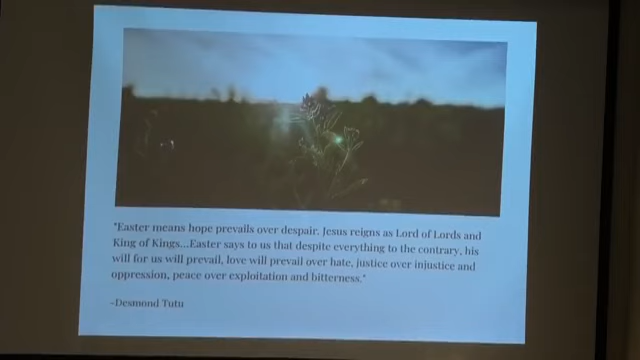 "Easter means hope prevails over despair. Jesus reigns as Lord of Lords and
King of Kings...Easter says to us that despite everything to the contrary, his
will for us will prevail, love will prevail over hate, justice over injustice and
oppression, peace over exploitation and bitterness."
~Desmond Tutu